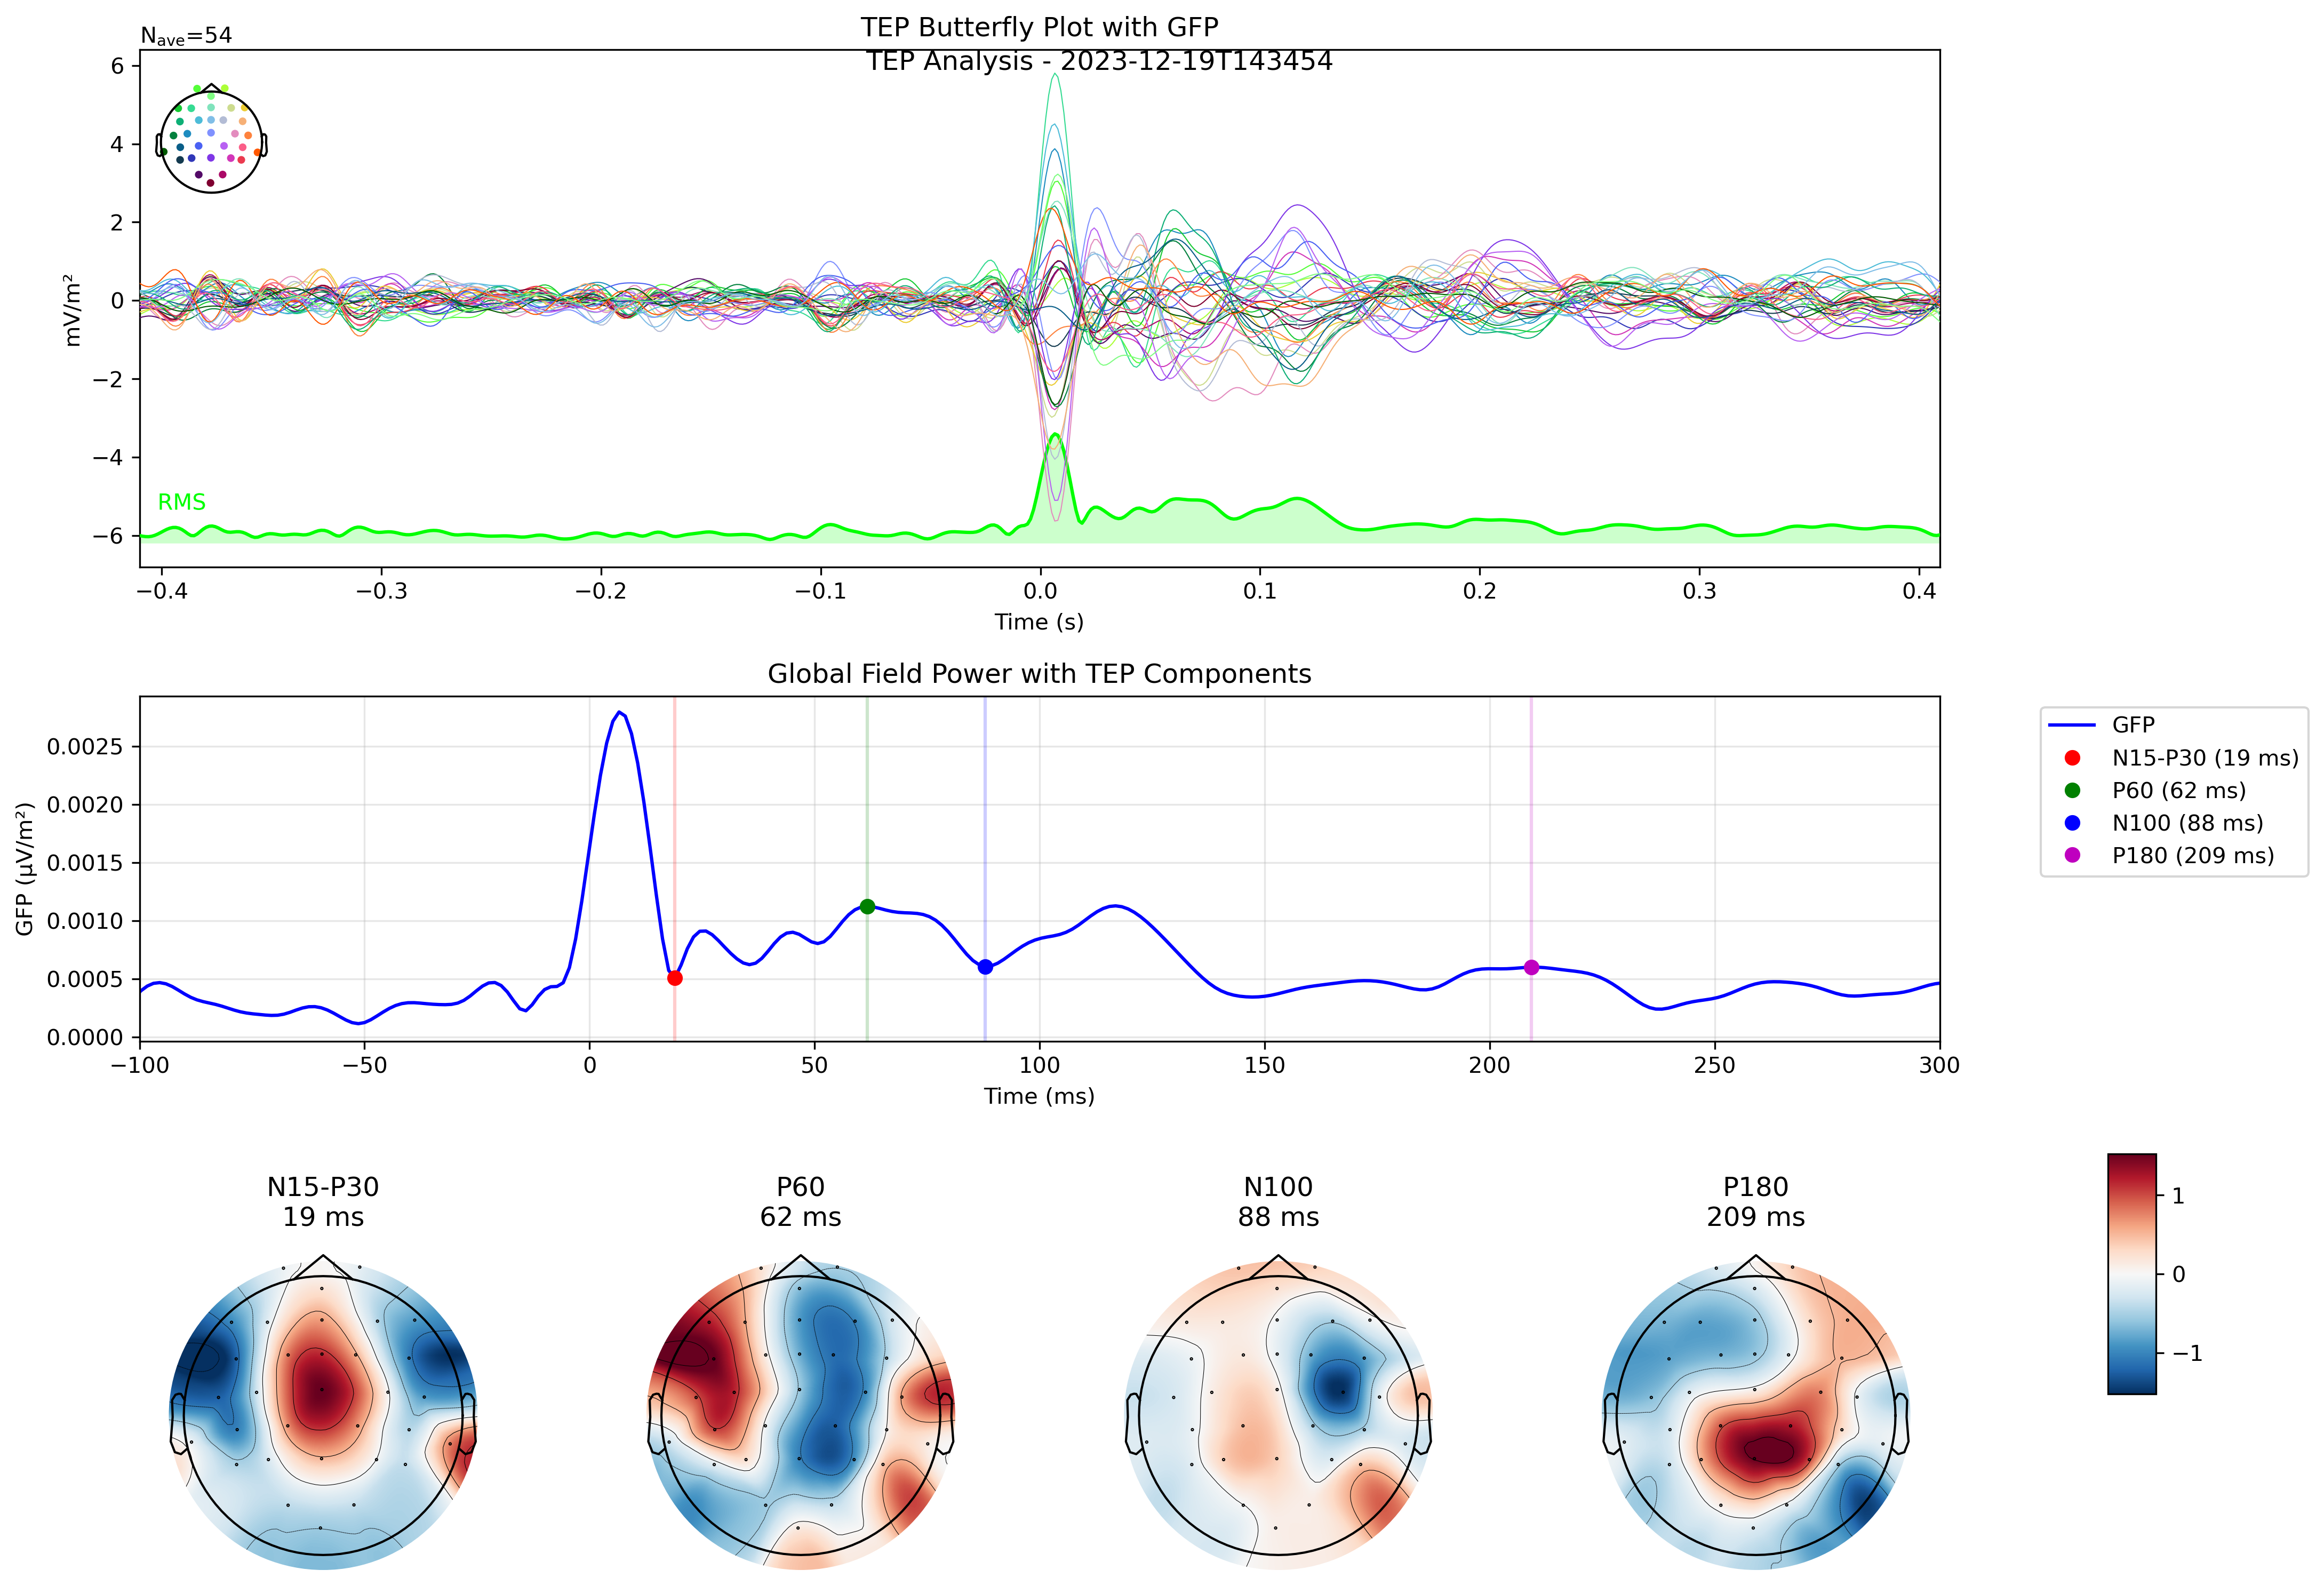 TEP Butterfly Plot with GFP
N_ave=54
TEP Analysis - 2023-12-19T143454
6
4
2
0
−2
−4
−6
mV/m²
RMS
−0.4 −0.3 −0.2 −0.1 0.0 0.1 0.2 0.3 0.4
Time (s)
Global Field Power with TEP Components
0.0025
0.0020
0.0015
0.0010
0.0005
0.0000
GFP (µV/m²)
−100 −50 0 50 100 150 200 250 300
Time (ms)
GFP
N15-P30 (19 ms)
P60 (62 ms)
N100 (88 ms)
P180 (209 ms)
N15-P30
19 ms
P60
62 ms
N100
88 ms
P180
209 ms
1
0
−1